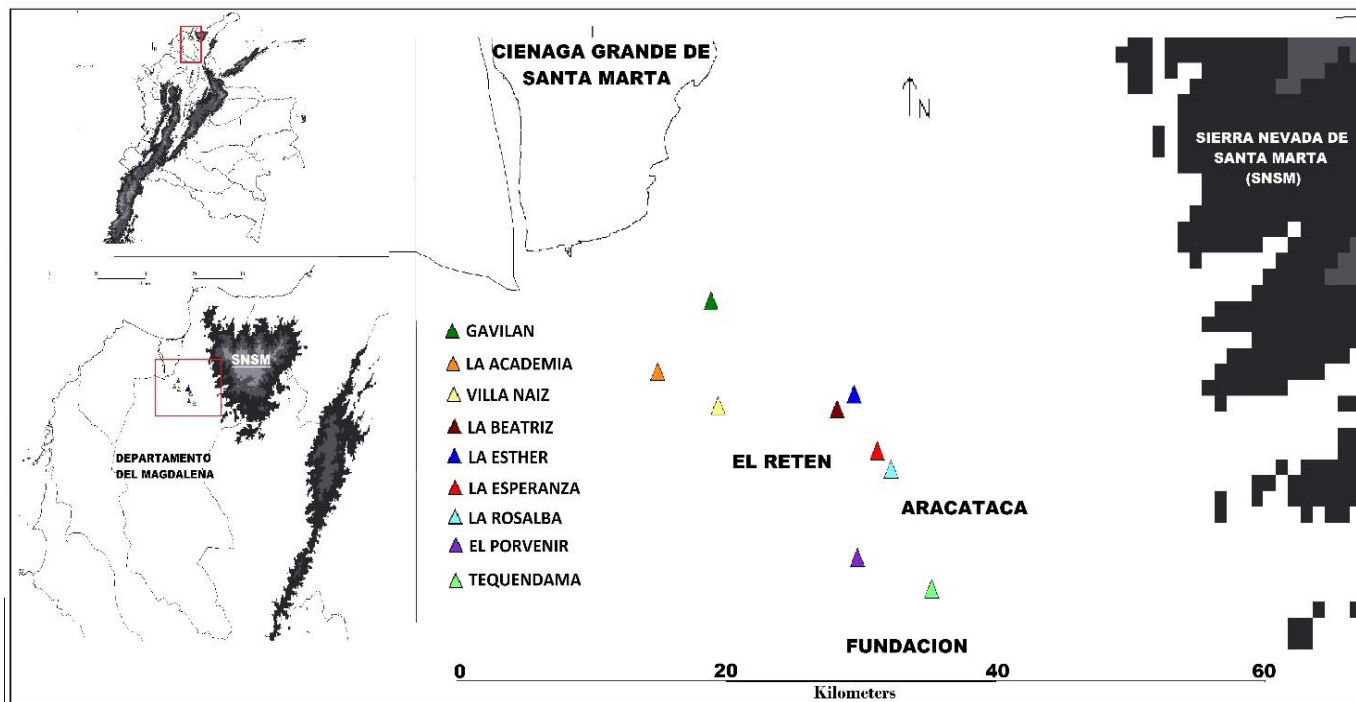 CIENAGA GRANDE DE
SANTA MARTA
N
SIERRA NEVADA DE
SANTA MARTA
(SNSM)
SNSM
DEPARTAMENTO
DEL MAGDALEÑA
GAVILAN
LA ACADEMIA
VILLA NAIZ
LA BEATRIZ
LA ESTHER
LA ESPERANZA
LA ROSALBA
EL PORVENIR
TEQUENDAMA
EL RETEN
ARACATACA
FUNDACION
0 20 40 60
Kilometers